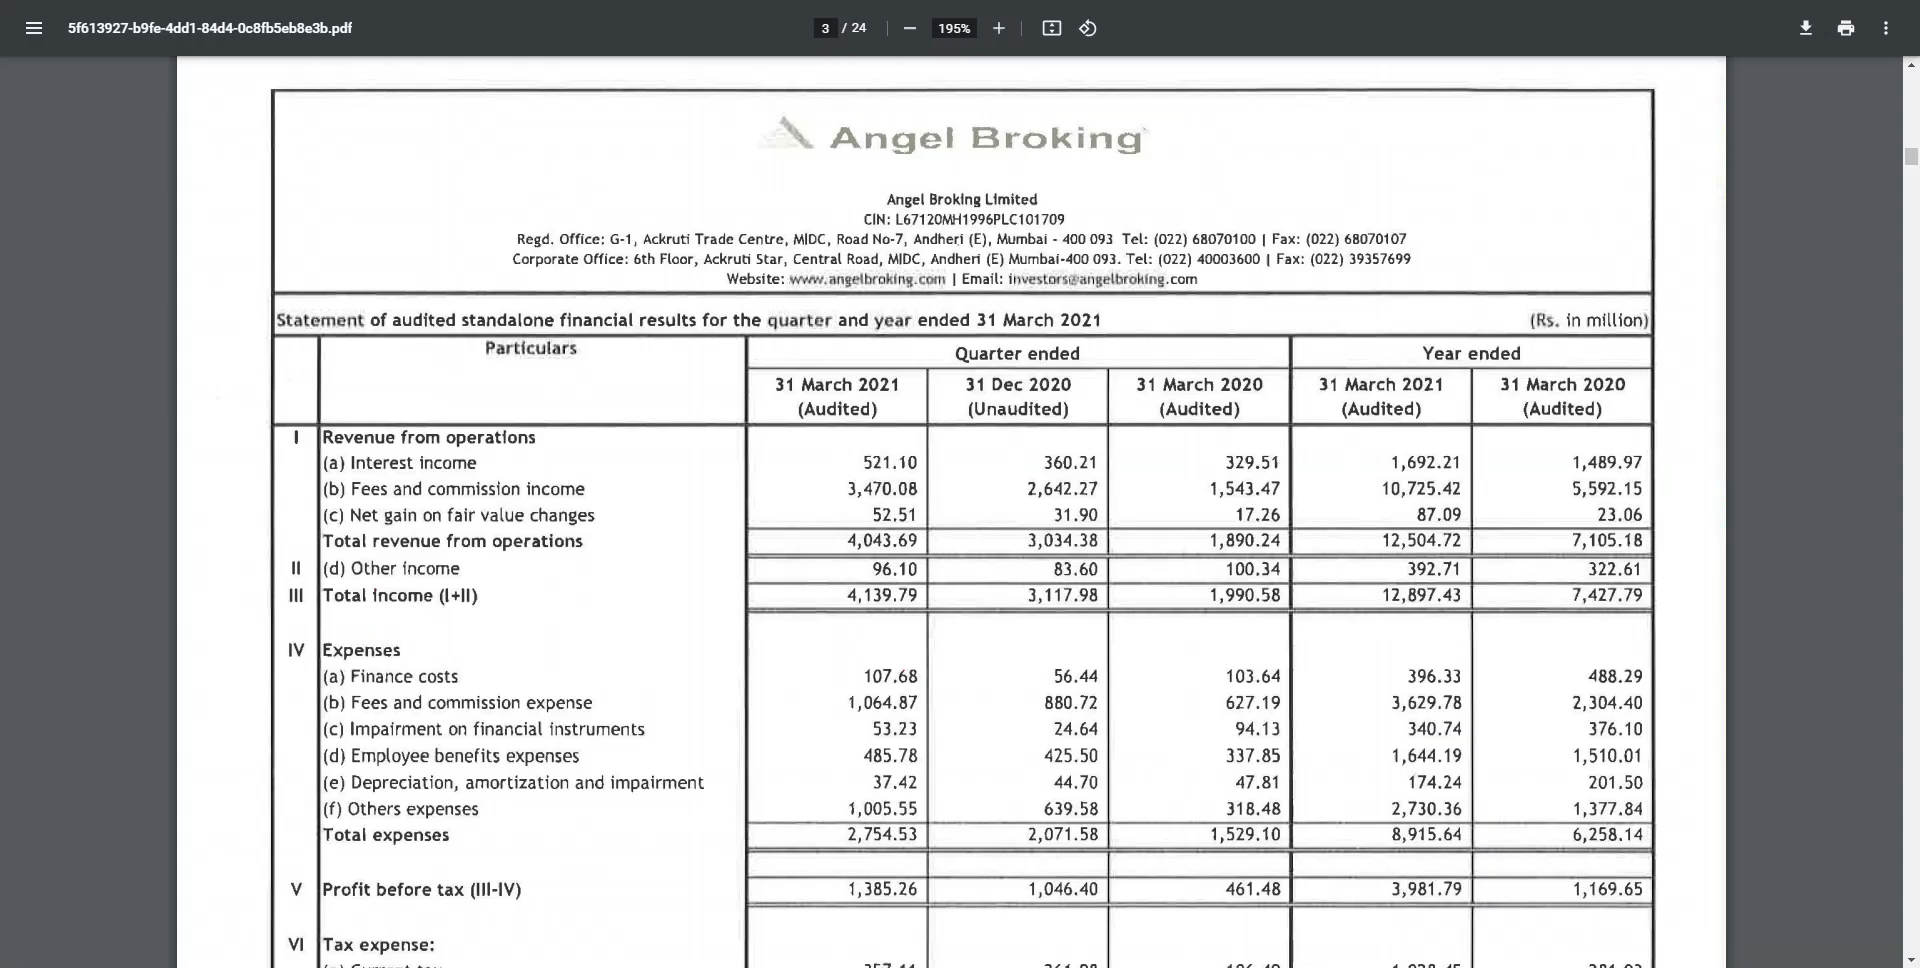 5f613927-b9fe-4dd1-84d4-0c8fb5eb8e3b.pdf 3 / 24 195%
Angel Broking
Angel Broking Limited
CIN: L67120MH1996PLC101709
Regd. Office: G-1, Ackruti Trade Centre, MIDC, Road No-7, Andheri (E), Mumbai - 400 093 Tel: (022) 68070100 | Fax: (022) 68070107
Corporate Office: 6th Floor, Ackruti Star, Central Road, MIDC, Andheri (E) Mumbai-400 093. Tel: (022) 40003600 | Fax: (022) 39357699
Website: www.angelbroking.com | Email: investors@angelbroking.com
Statement of audited standalone financial results for the quarter and year ended 31 March 2021 (Rs. in million)
Particulars Quarter ended Year ended
31 March 2021 31 Dec 2020 31 March 2020 31 March 2021 31 March 2020
(Audited) (Unaudited) (Audited) (Audited) (Audited)
I Revenue from operations
(a) Interest income 521.10 360.21 329.51 1,692.21 1,489.97
(b) Fees and commission income 3,470.08 2,642.27 1,543.47 10,725.42 5,592.15
(c) Net gain on fair value changes 52.51 31.90 17.26 87.09 23.06
Total revenue from operations 4,043.69 3,034.38 1,890.24 12,504.72 7,105.18
II (d) Other income 96.10 83.60 100.34 392.71 322.61
III Total income (I+II) 4,139.79 3,117.98 1,990.58 12,897.43 7,427.79
IV Expenses
(a) Finance costs 107.68 56.44 103.64 396.33 488.29
(b) Fees and commission expense 1,064.87 880.72 627.19 3,629.78 2,304.40
(c) Impairment on financial instruments 53.23 24.64 94.13 340.74 376.10
(d) Employee benefits expenses 485.78 425.50 337.85 1,644.19 1,510.01
(e) Depreciation, amortization and impairment 37.42 44.70 47.81 174.24 201.50
(f) Others expenses 1,005.55 639.58 318.48 2,730.36 1,377.84
Total expenses 2,754.53 2,071.58 1,529.10 8,915.64 6,258.14
V Profit before tax (III-IV) 1,385.26 1,046.40 461.48 3,981.79 1,169.65
VI Tax expense: